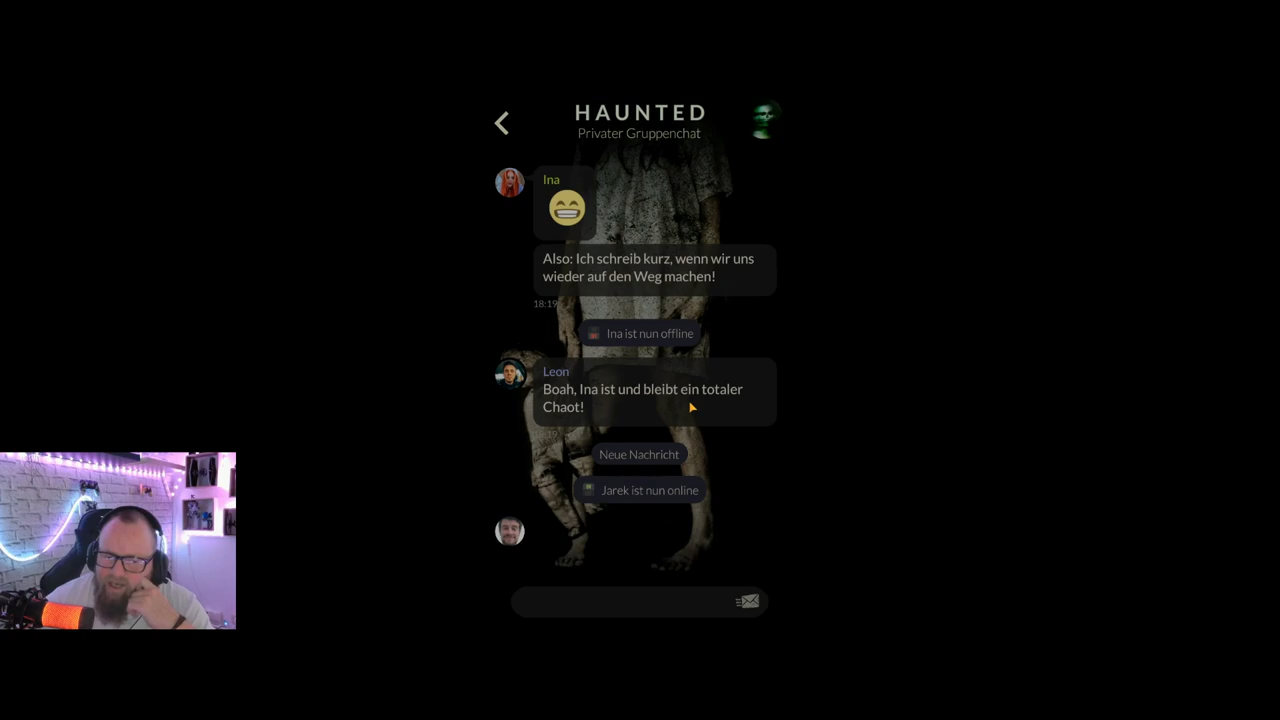 HAUNTED
Privater Gruppenchat
Ina
Also: Ich schreib kurz, wenn wir uns
wieder auf den Weg machen!
18:19
Ina ist nun offline
Leon
Boah, Ina ist und bleibt ein totaler
Chaot!
Neue Nachricht
Jarek ist nun online